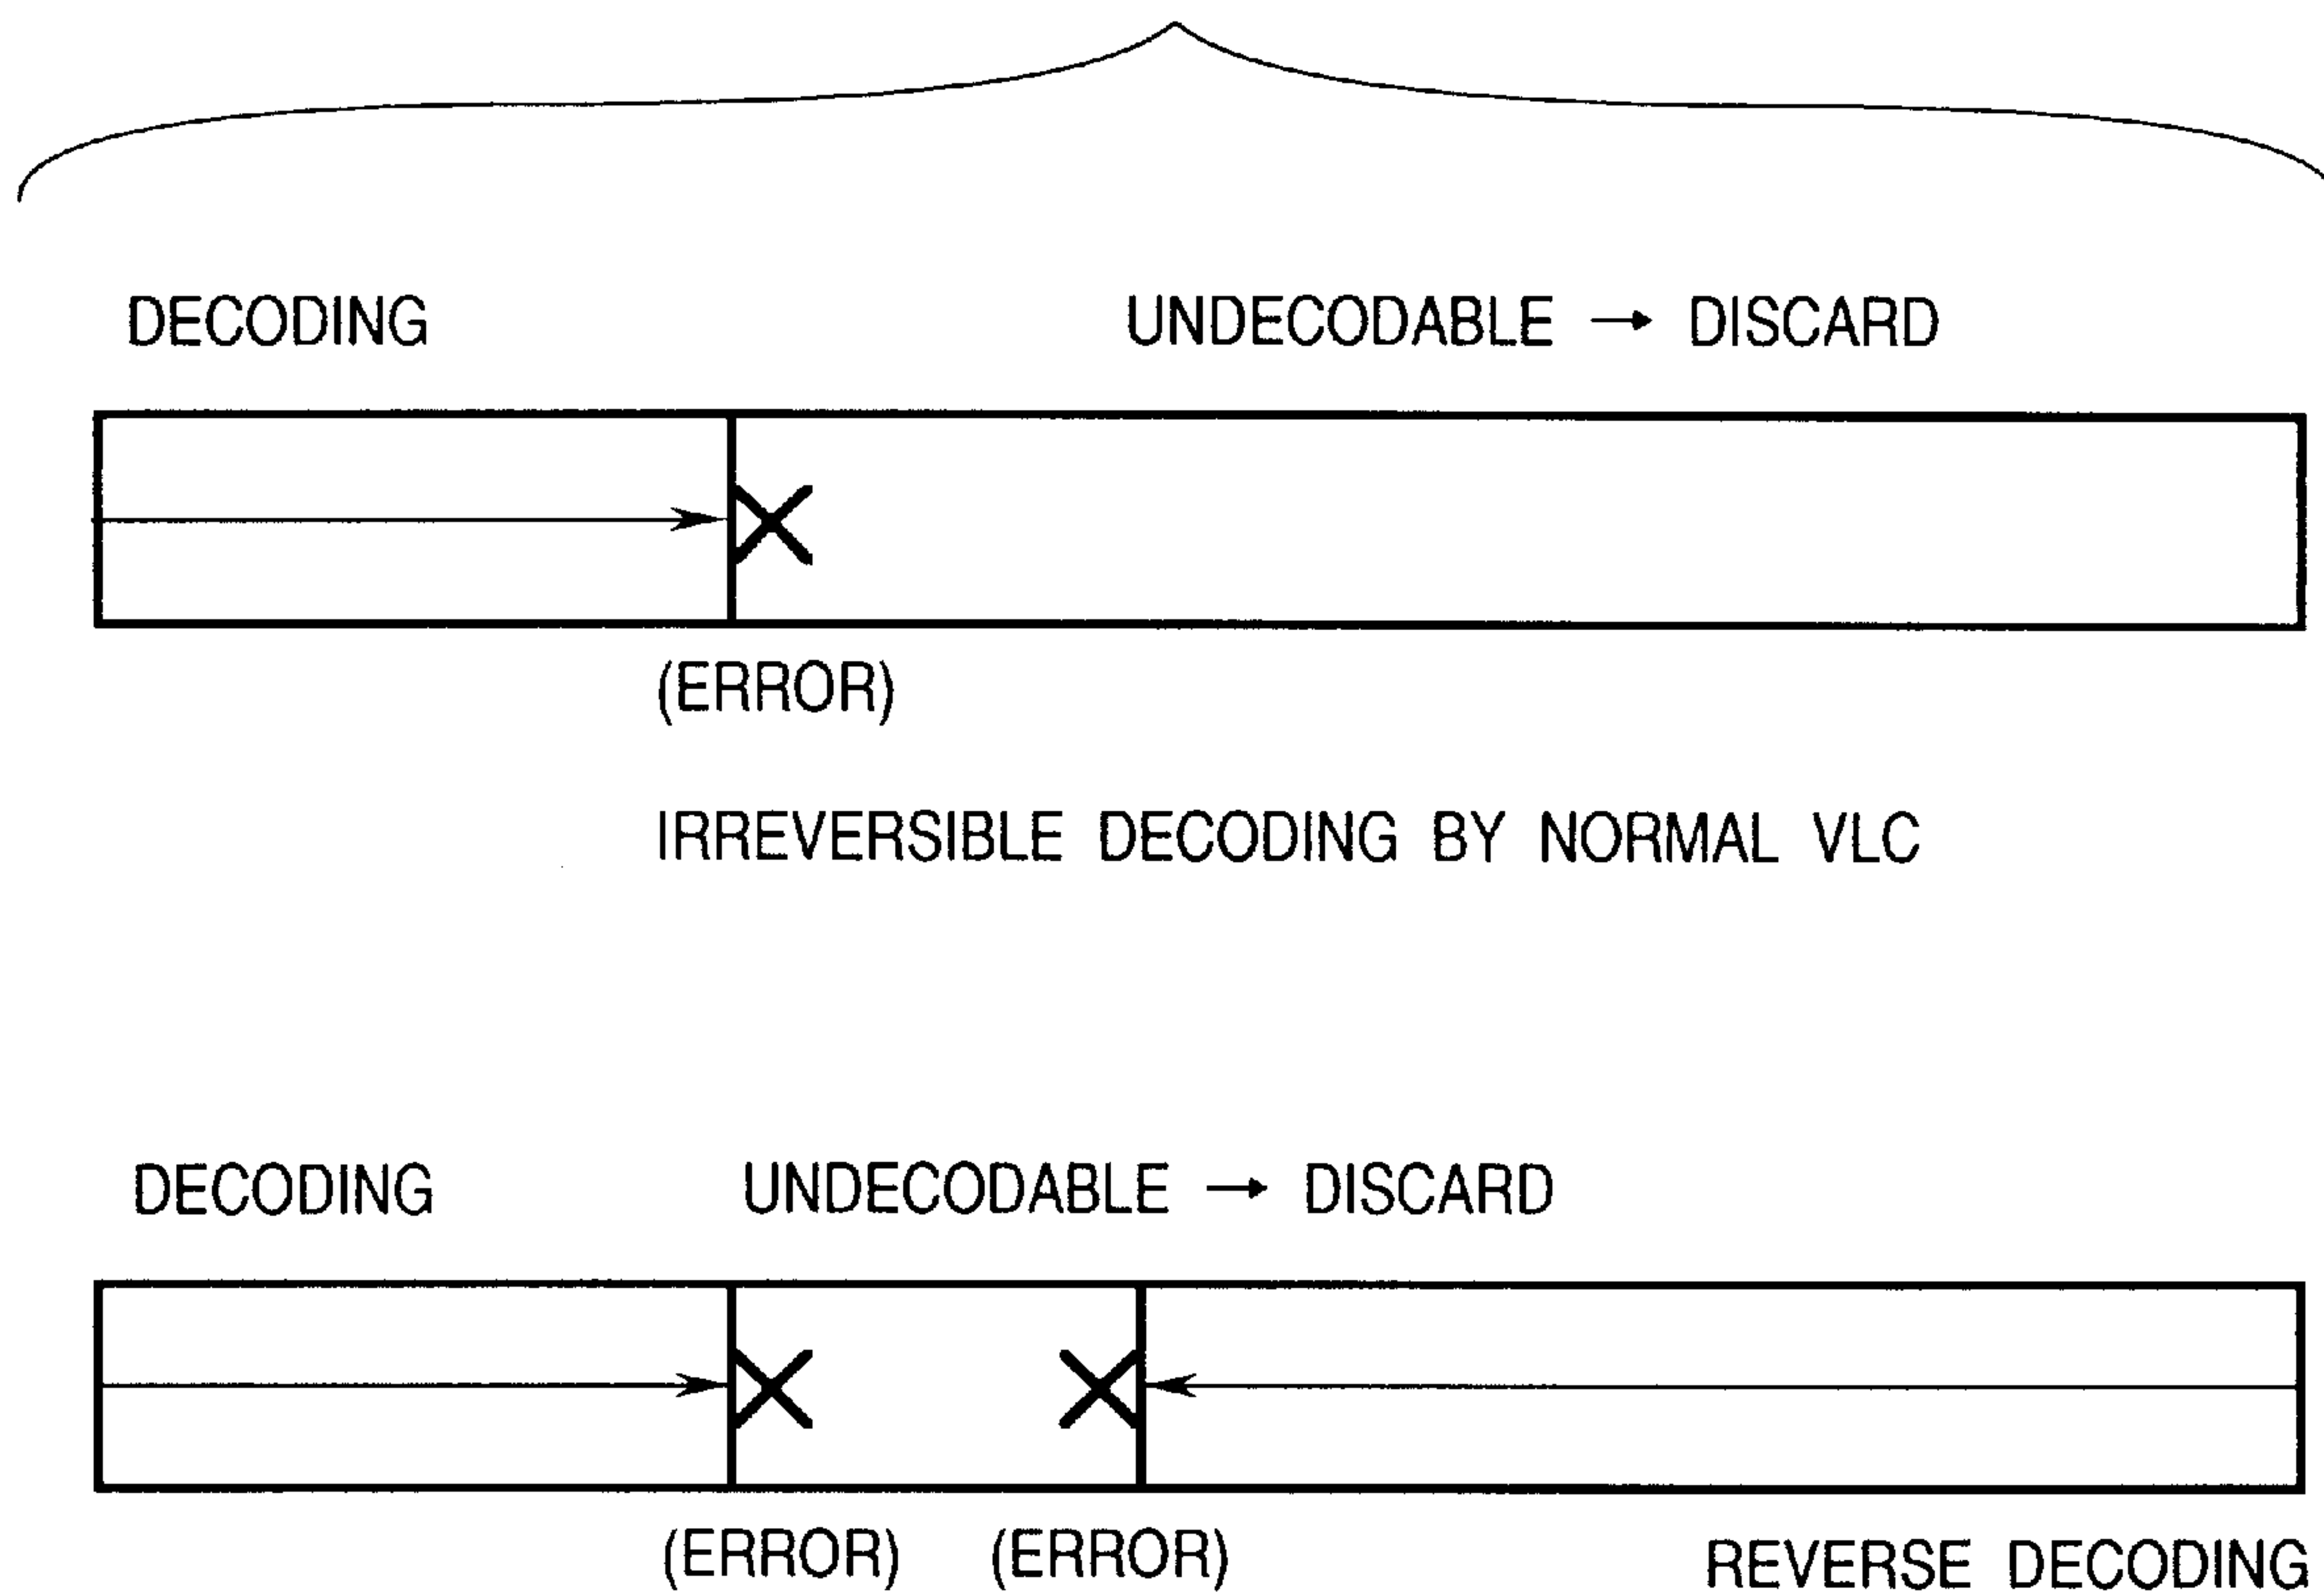 DECODING
UNDECODABLE → DISCARD
(ERROR)
IRREVERSIBLE DECODING BY NORMAL VLC
DECODING
UNDECODABLE → DISCARD
(ERROR)
(ERROR)
REVERSE DECODING